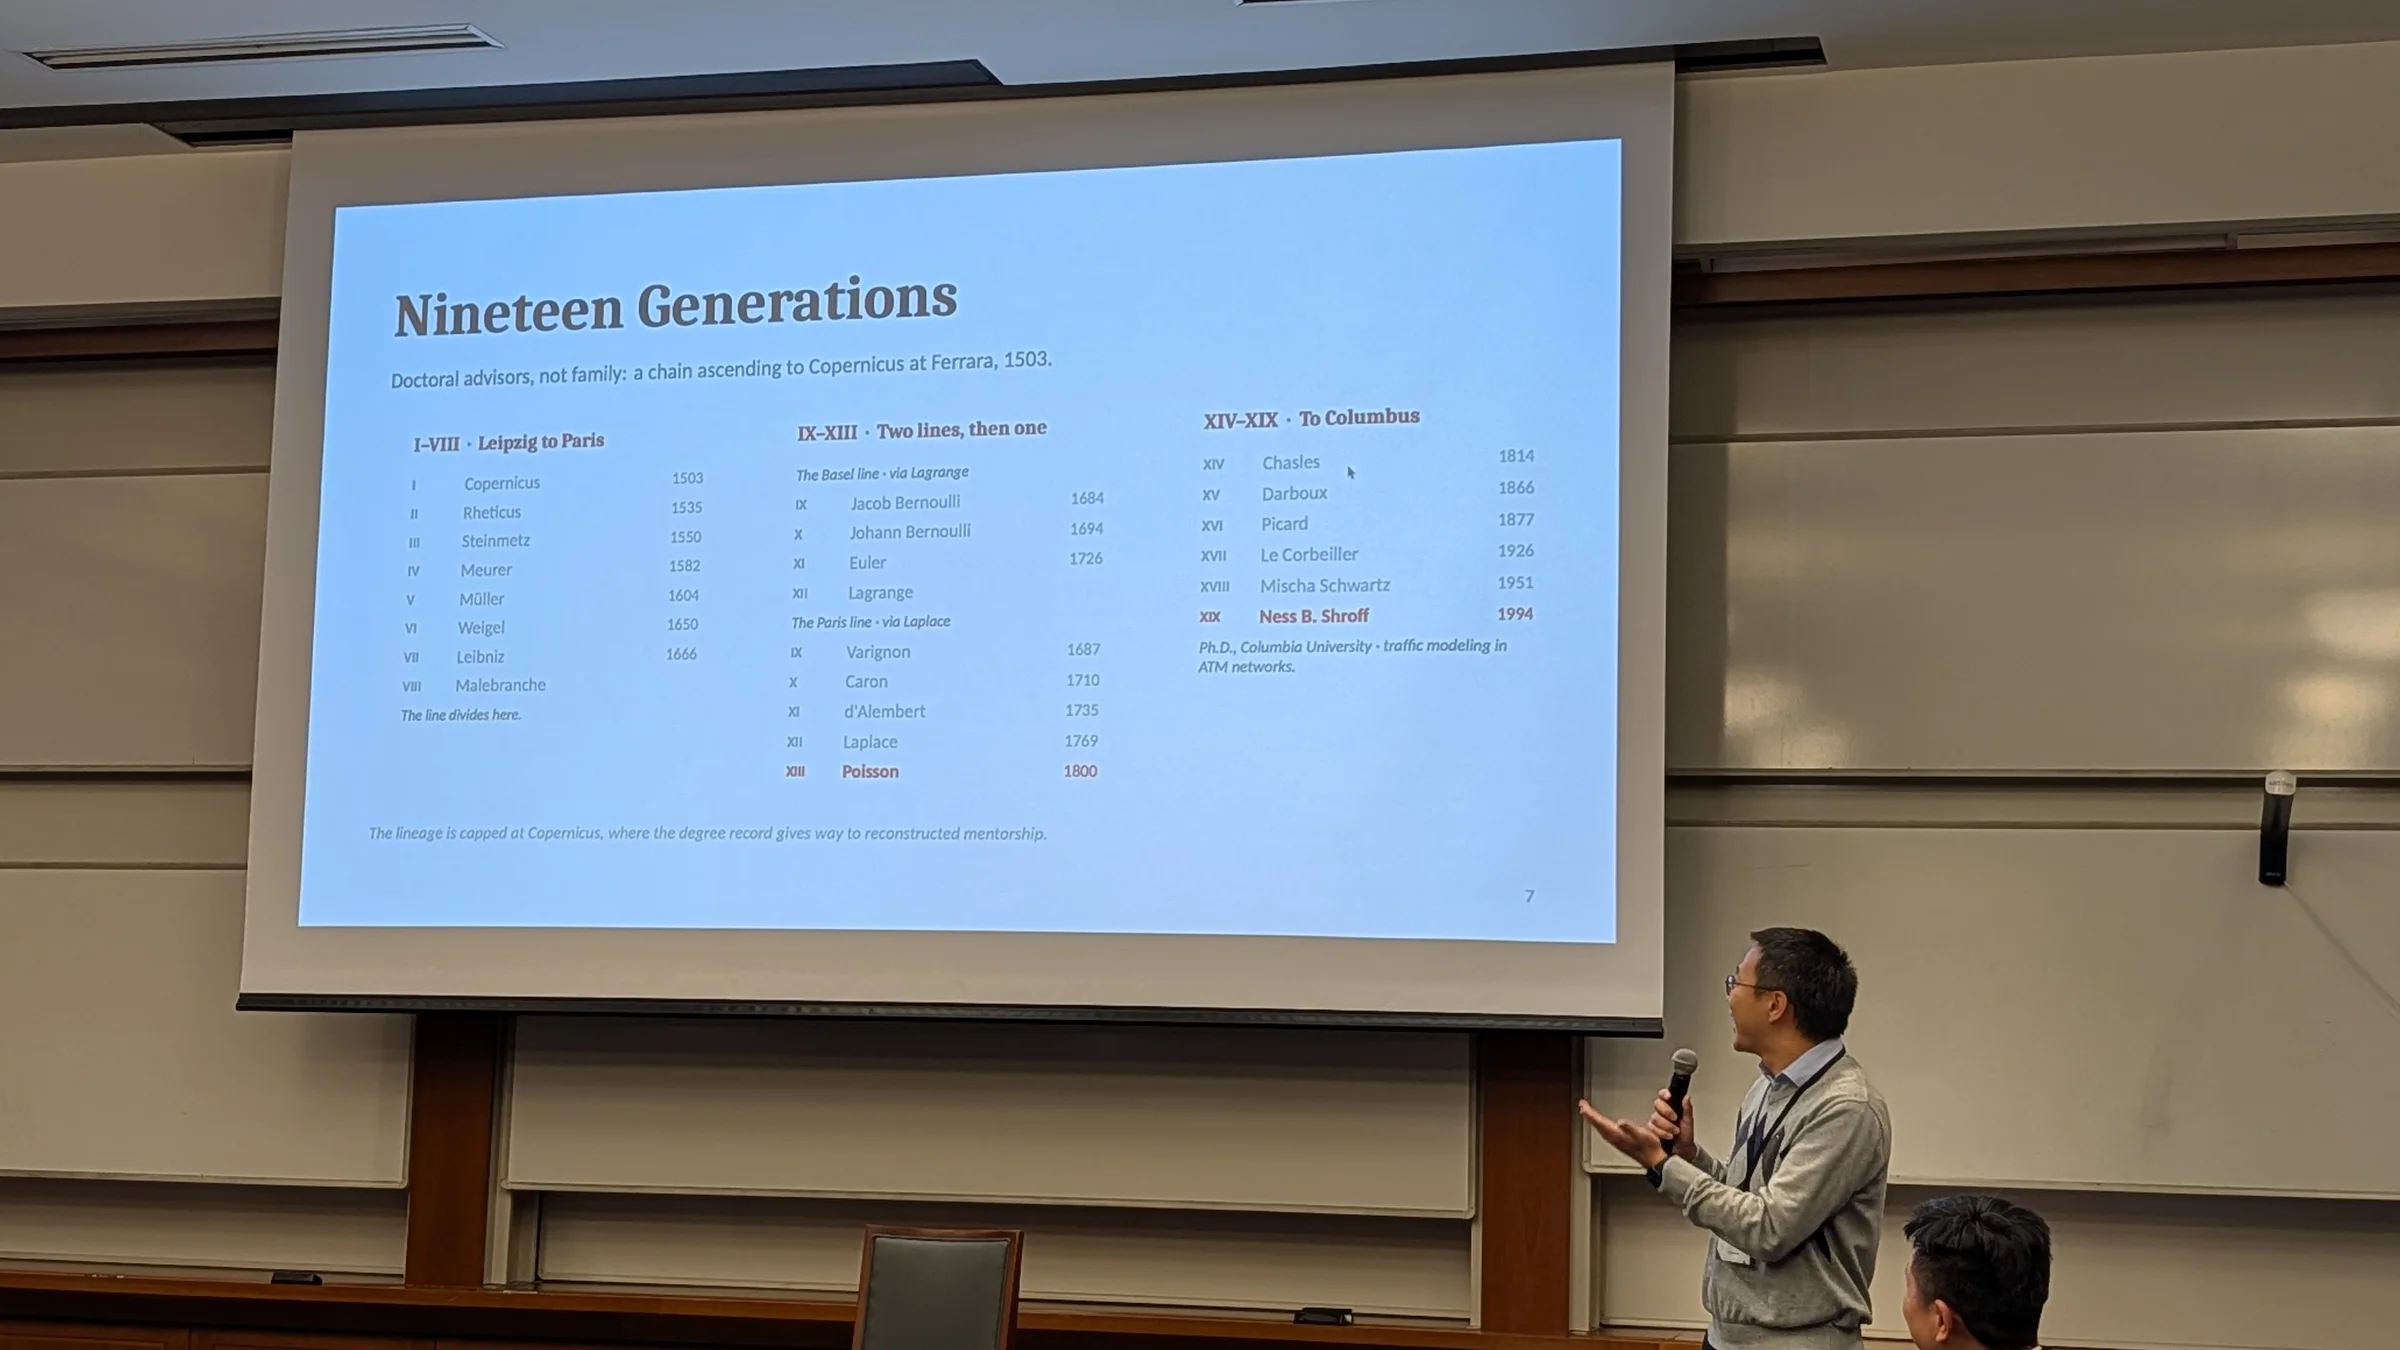 Nineteen Generations
Doctoral advisors, not family: a chain ascending to Copernicus at Ferrara, 1503.
I–VIII · Leipzig to Paris
I Copernicus 1503
II Rheticus 1535
III Steinmetz 1550
IV Meurer 1582
V Müller 1604
VI Weigel 1650
VII Leibniz 1666
VIII Malebranche
The line divides here.
IX–XIII · Two lines, then one
The Basel line · via Lagrange
IX Jacob Bernoulli 1684
X Johann Bernoulli 1694
XI Euler 1726
XII Lagrange
The Paris line · via Laplace
IX Varignon 1687
X Caron 1710
XI d'Alembert 1735
XII Laplace 1769
XIII Poisson 1800
XIV–XIX · To Columbus
XIV Chasles 1814
XV Darboux 1866
XVI Picard 1877
XVII Le Corbeiller 1926
XVIII Mischa Schwartz 1951
XIX Ness B. Shroff 1994
Ph.D., Columbia University · traffic modeling in
ATM networks.
The lineage is capped at Copernicus, where the degree record gives way to reconstructed mentorship.
7